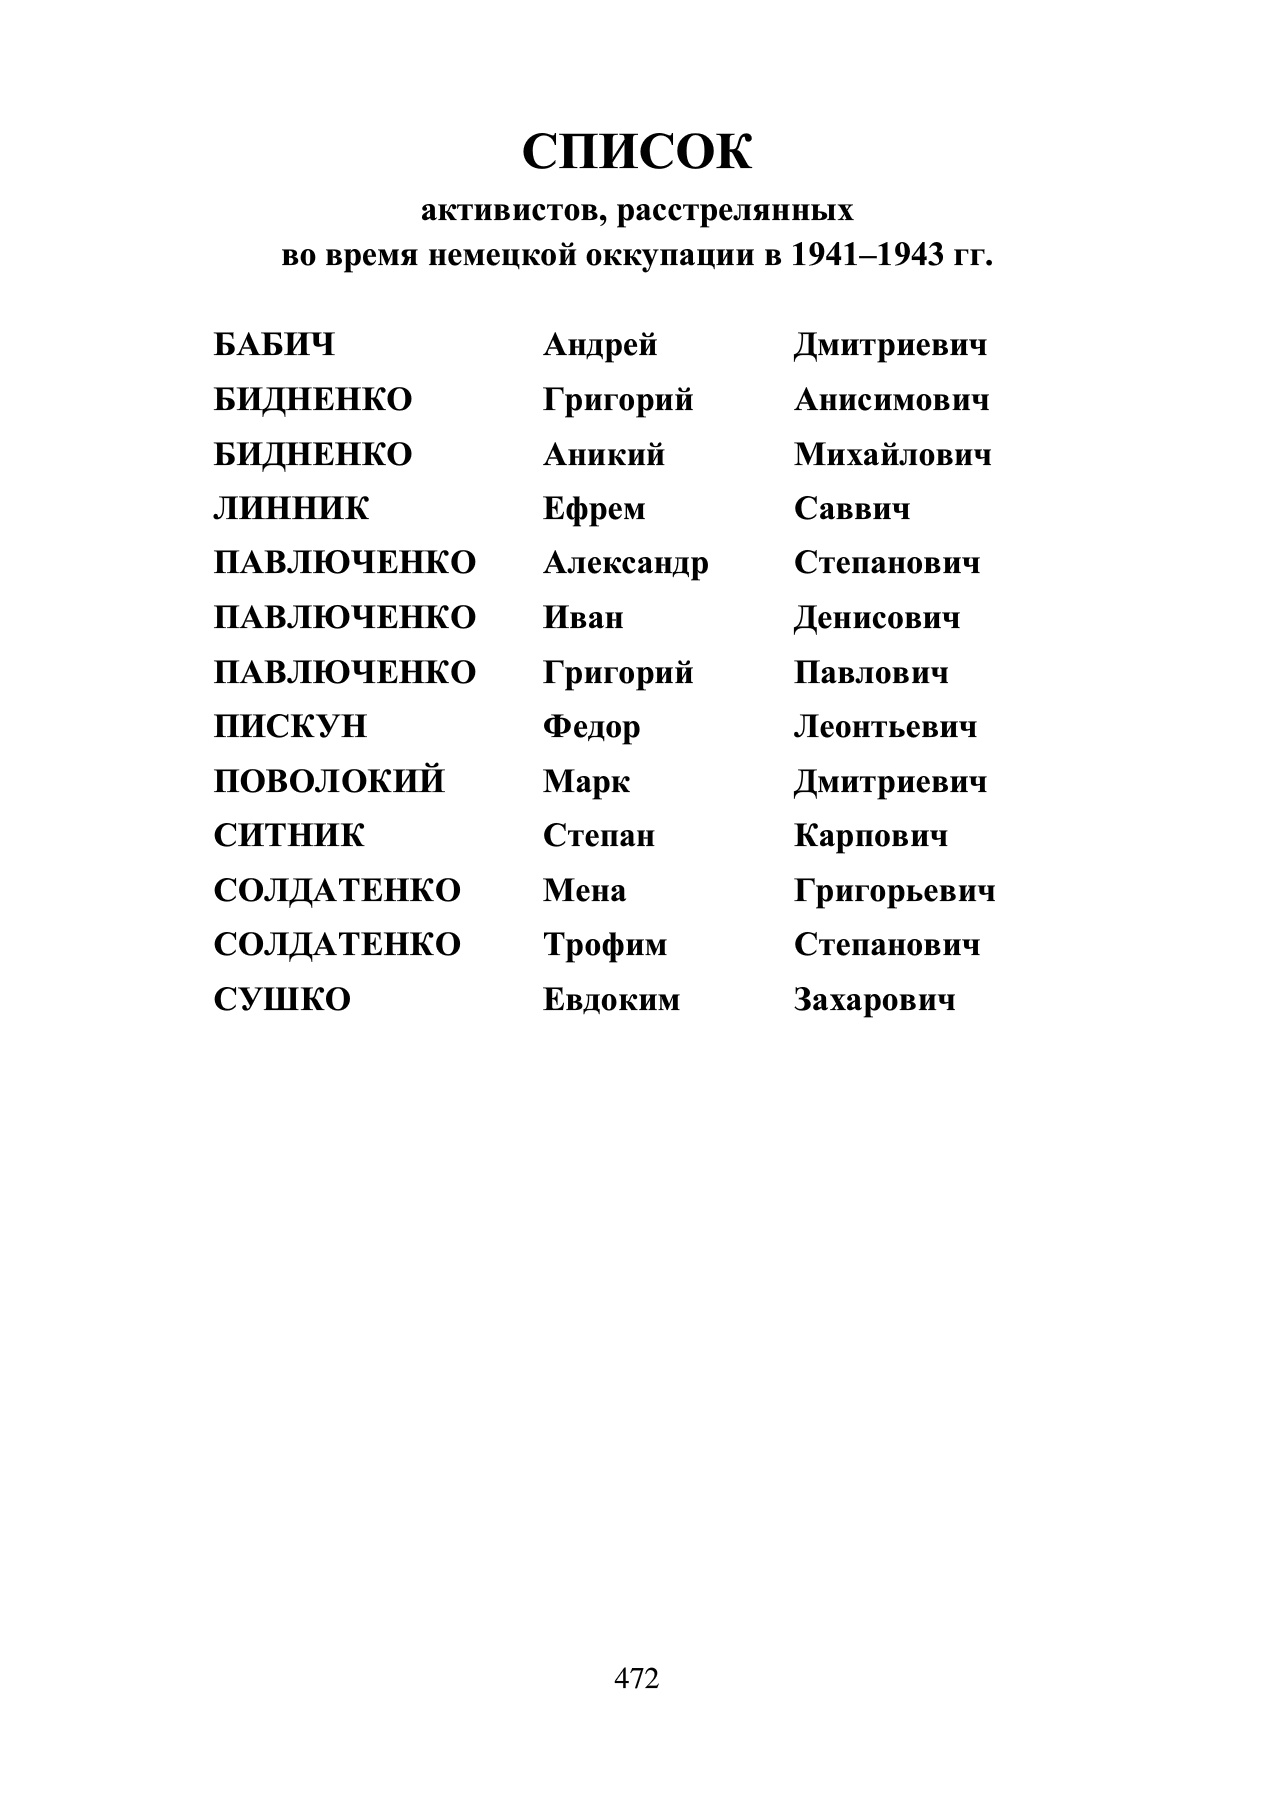 СПИСОК
активистов, расстрелянных
во время немецкой оккупации в 1941–1943 гг.
БАБИЧ Андрей Дмитриевич
БИДНЕНКО Григорий Анисимович
БИДНЕНКО Аникий Михайлович
ЛИННИК Ефрем Саввич
ПАВЛЮЧЕНКО Александр Степанович
ПАВЛЮЧЕНКО Иван Денисович
ПАВЛЮЧЕНКО Григорий Павлович
ПИСКУН Федор Леонтьевич
ПОВОЛОКИЙ Марк Дмитриевич
СИТНИК Степан Карпович
СОЛДАТЕНКО Мена Григорьевич
СОЛДАТЕНКО Трофим Степанович
СУШКО Евдоким Захарович
472